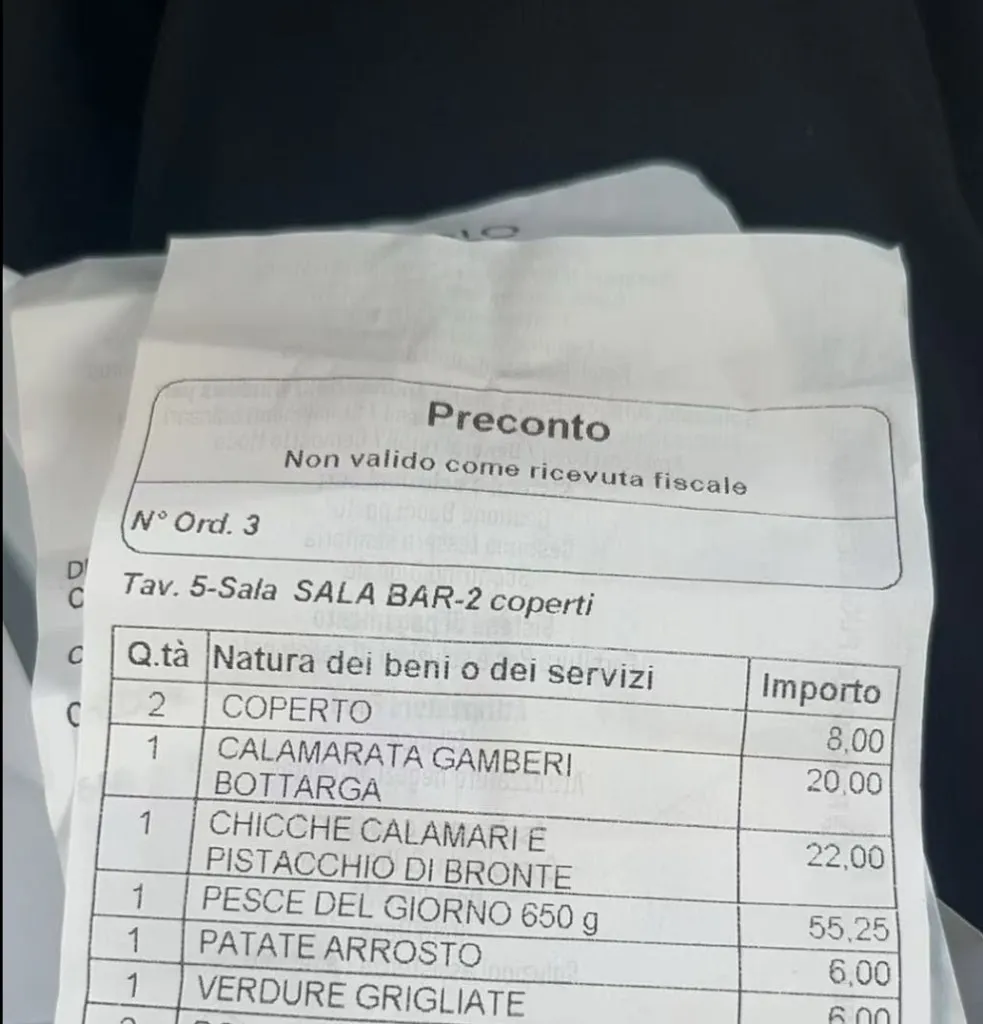 Preconto
Non valido come ricevuta fiscale
N° Ord. 3
Tav. 5-Sala SALA BAR-2 coperti
Q.tà Natura dei beni o dei servizi Importo
2 COPERTO 8,00
1 CALAMARATA GAMBERI 20,00
BOTTARGA
1 CHICCHE CALAMARI E 22,00
PISTACCHIO DI BRONTE
1 PESCE DEL GIORNO 650 g 55,25
1 PATATE ARROSTO 6,00
1 VERDURE GRIGLIATE 6,00